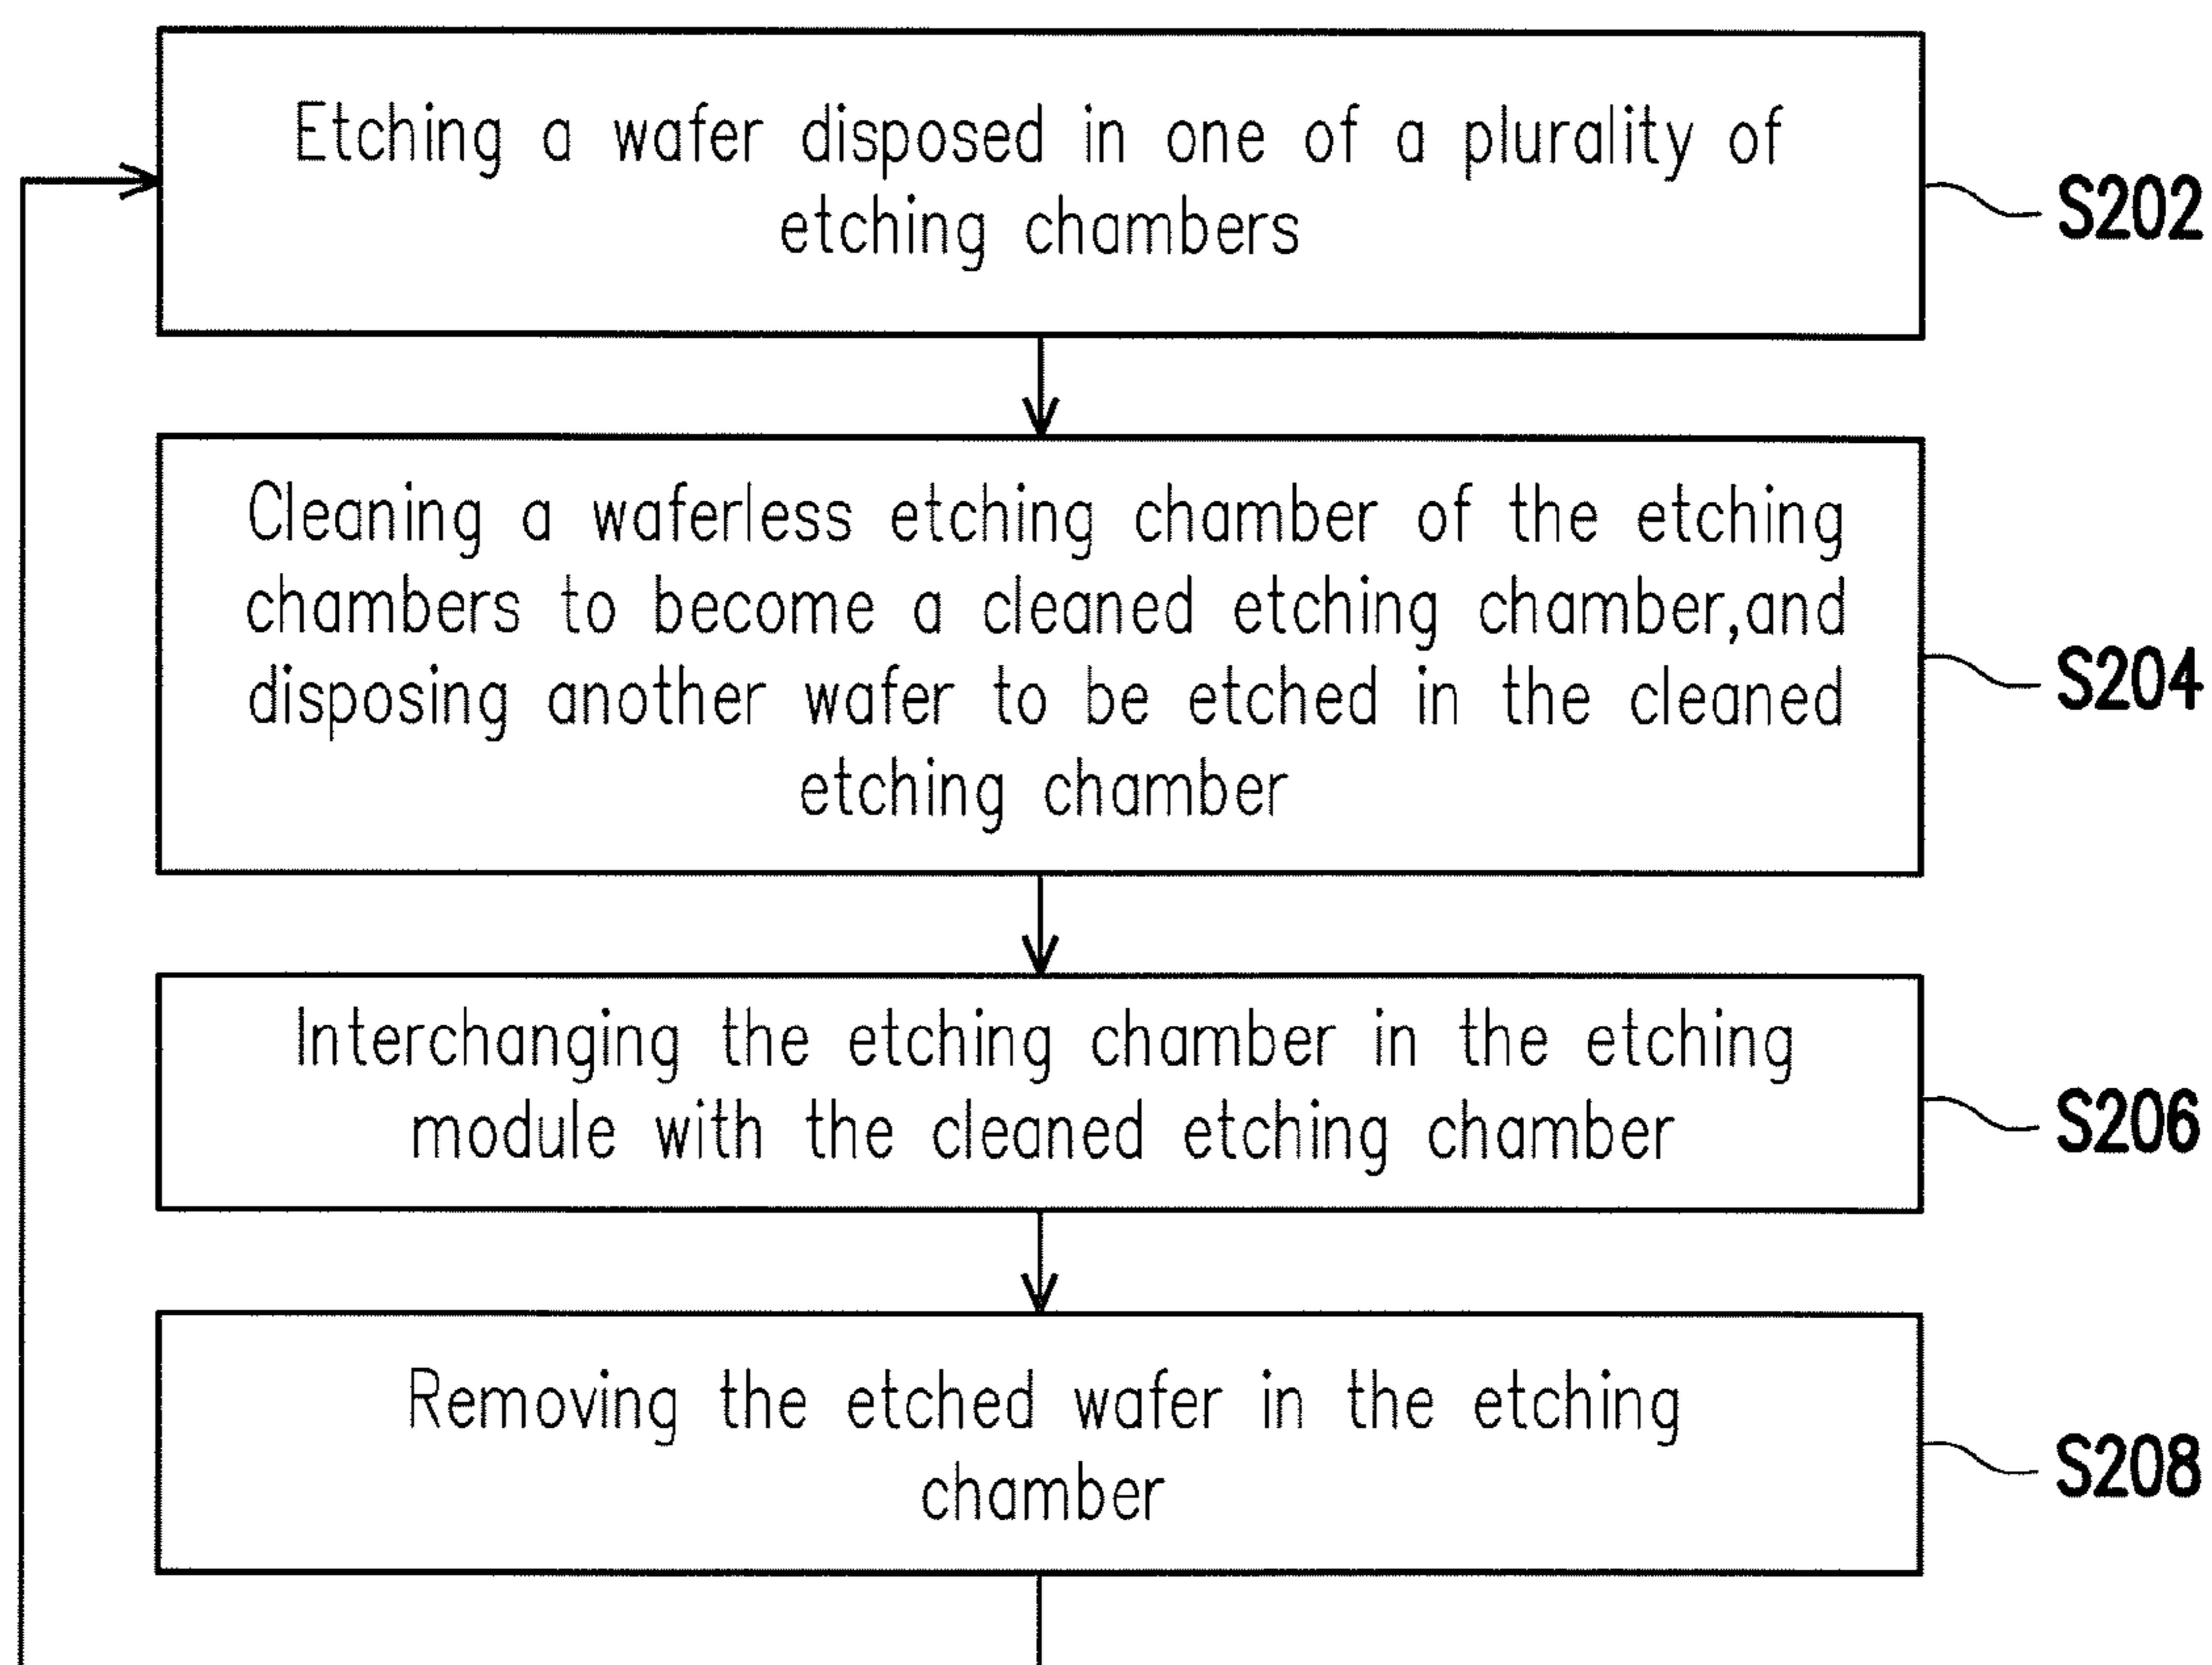 Etching a wafer disposed in one of a plurality of
etching chambers
S202
Cleaning a waferless etching chamber of the etching
chambers to become a cleaned etching chamber,and
disposing another wafer to be etched in the cleaned
etching chamber
S204
Interchanging the etching chamber in the etching
module with the cleaned etching chamber
S206
Removing the etched wafer in the etching
chamber
S208